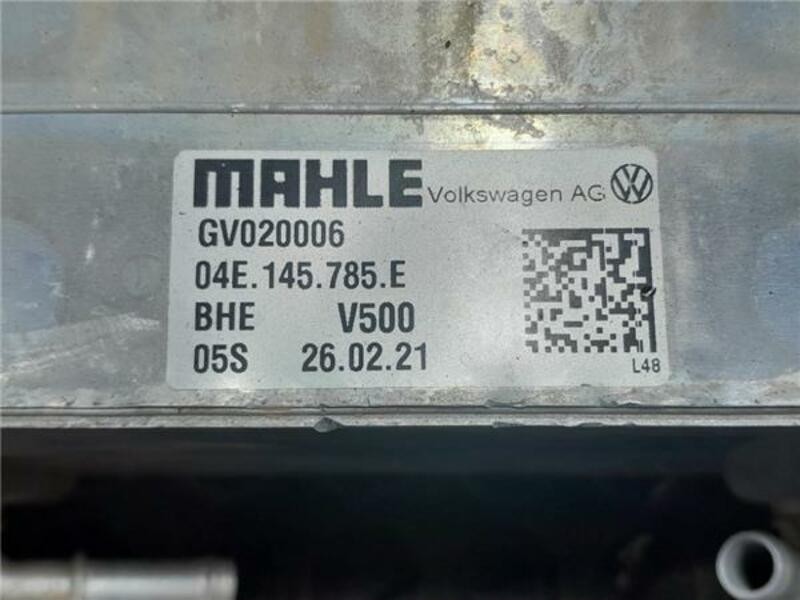 MAHLE Volkswagen AG
GV020006
04E.145.785.E
BHE V500
05S 26.02.21
L48